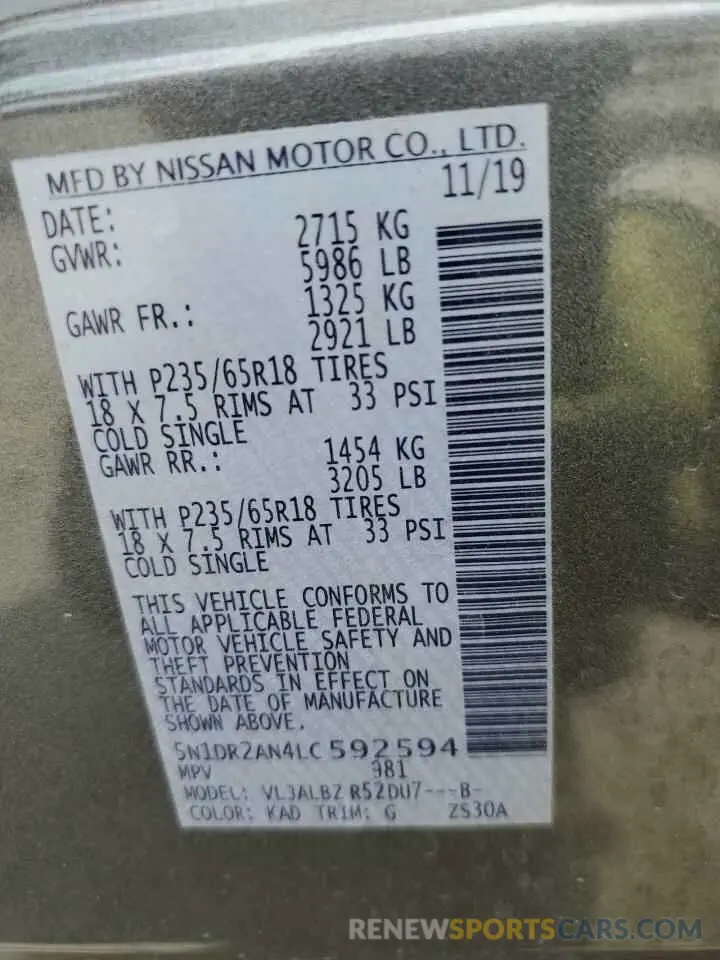 MFD BY NISSAN MOTOR CO., LTD.
DATE: 11/19
GVWR: 2715 KG
5986 LB
GAWR FR.: 1325 KG
2921 LB
WITH P235/65R18 TIRES
18 X 7.5 RIMS AT 33 PSI
COLD SINGLE
GAWR RR.: 1454 KG
3205 LB
WITH P235/65R18 TIRES
18 X 7.5 RIMS AT 33 PSI
COLD SINGLE
THIS VEHICLE CONFORMS TO
ALL APPLICABLE FEDERAL
MOTOR VEHICLE SAFETY AND
THEFT PREVENTION
STANDARDS IN EFFECT ON
THE DATE OF MANUFACTURE
SHOWN ABOVE.
5N1DR2AN4LC592594
MPV 981
MODEL: VL3ALBZ R52DU7---B-
COLOR: KAD TRIM: G ZS30A
RENEWSPORTSCARS.COM